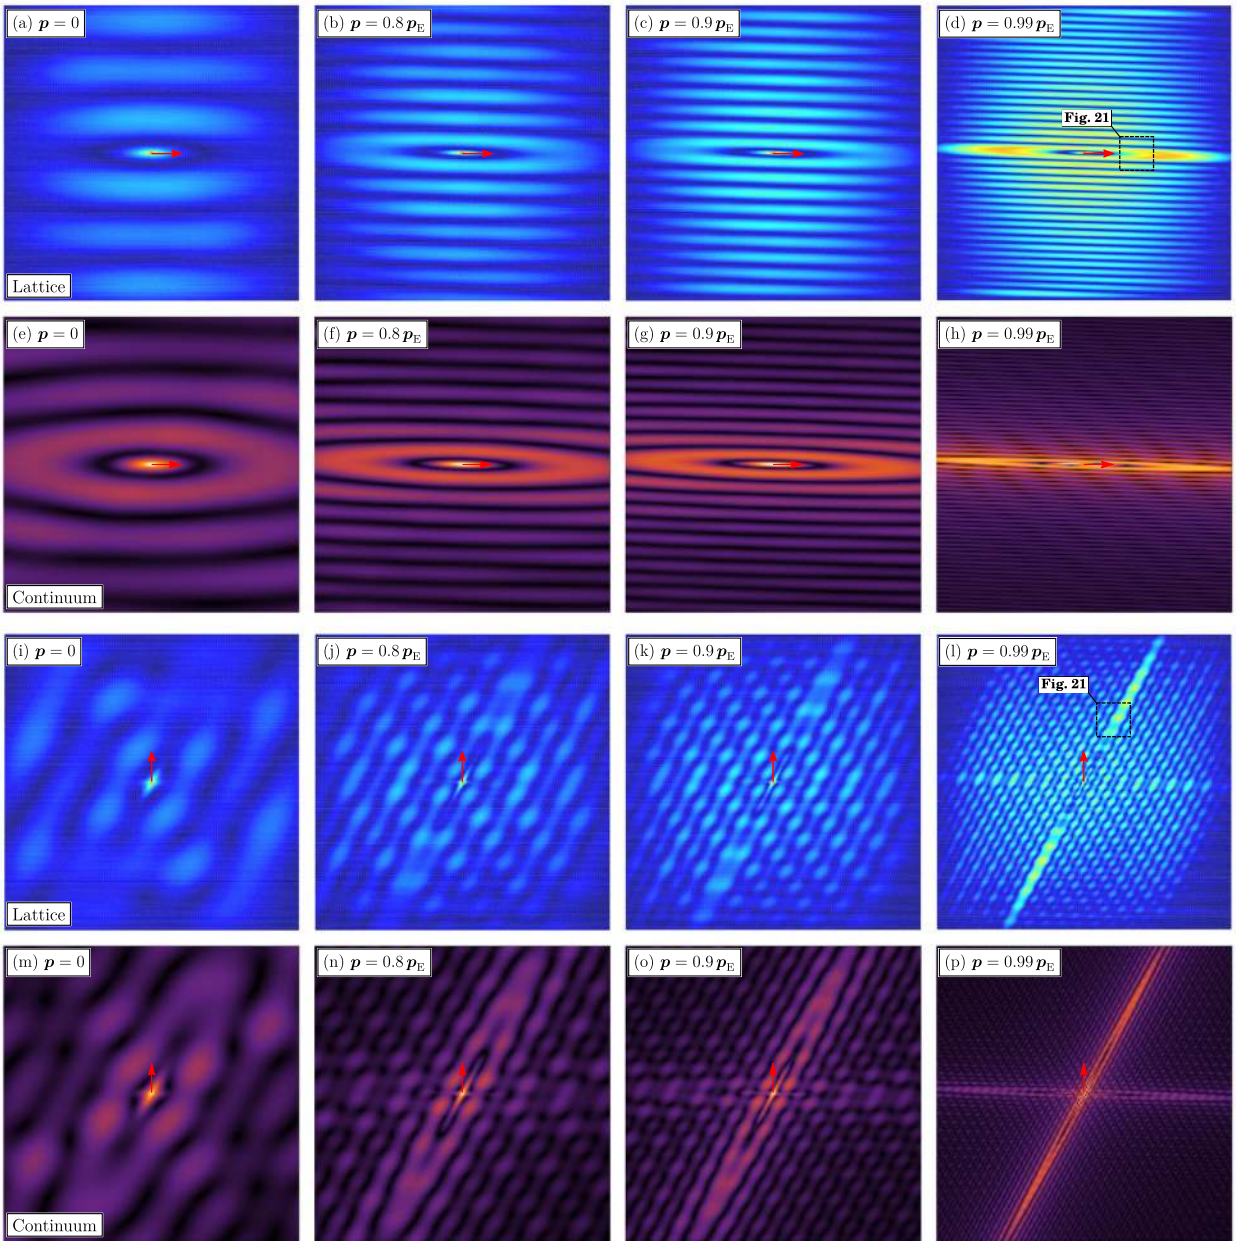 (a) p = 0
(b) p = 0.8 p_E
(c) p = 0.9 p_E
(d) p = 0.99 p_E
Fig. 21
Lattice
(e) p = 0
(f) p = 0.8 p_E
(g) p = 0.9 p_E
(h) p = 0.99 p_E
Continuum
(i) p = 0
(j) p = 0.8 p_E
(k) p = 0.9 p_E
(l) p = 0.99 p_E
Fig. 21
Lattice
(m) p = 0
(n) p = 0.8 p_E
(o) p = 0.9 p_E
(p) p = 0.99 p_E
Continuum